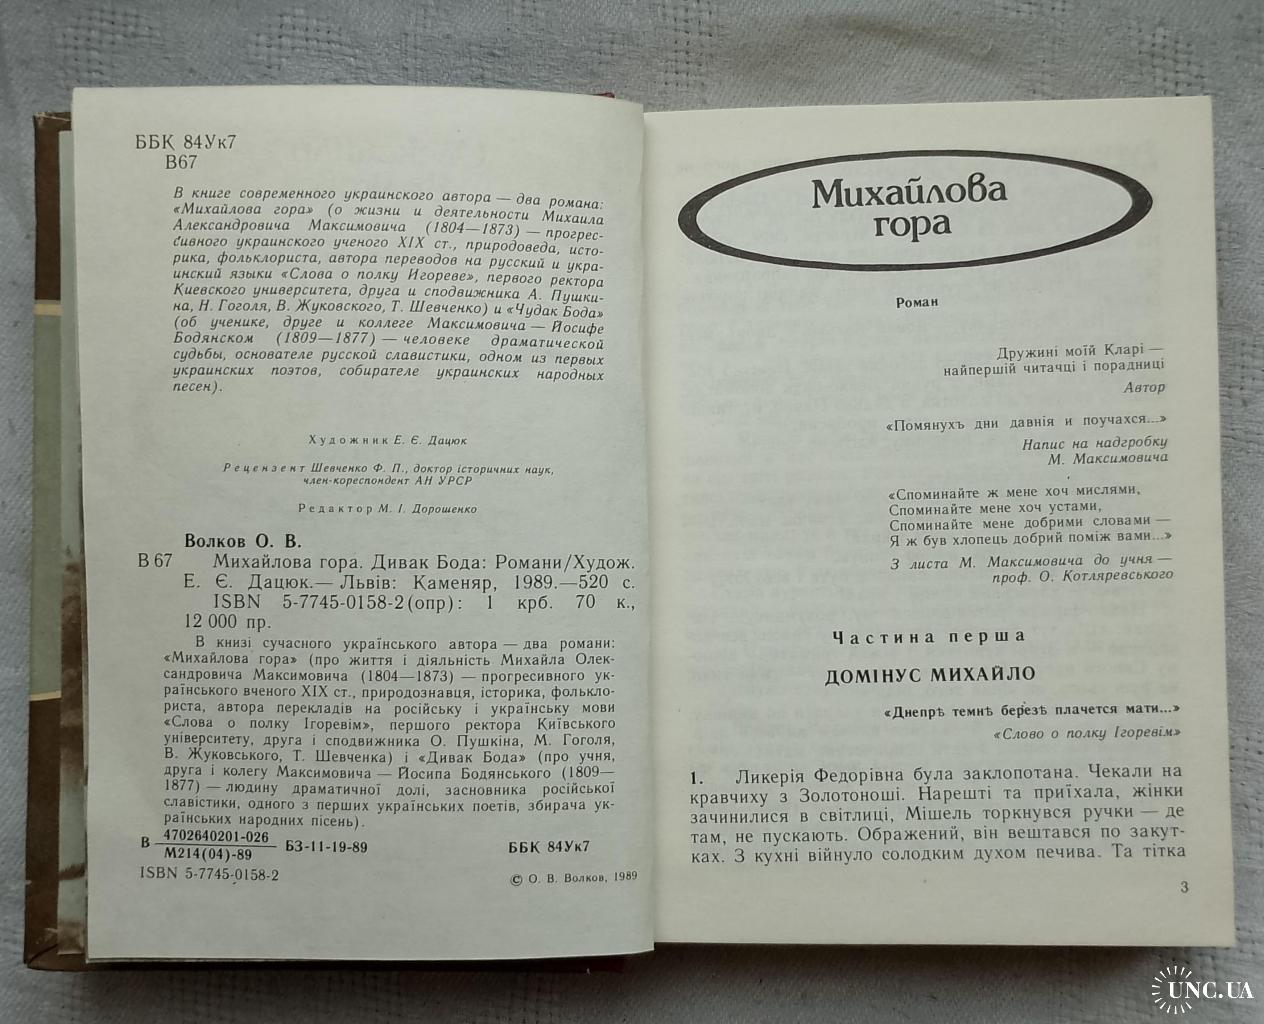 ББК 84Ук7
В67
В книге современного украинского автора — два романа:
«Михайлова гора» (о жизни и деятельности Михаила
Александровича Максимовича (1804—1873) — прогрес-
сивного украинского ученого XIX ст., природоведа, исто-
рика, фольклориста, автора переводов на русский и укра-
инский языки «Слова о полку Игореве», первого ректора
Киевского университета, друга и сподвижника А. Пушки-
на, Н. Гоголя, В. Жуковского, Т. Шевченко) и «Чудак Бода»
(об ученике, друге и коллеге Максимовича — Иосифе
Бодянском (1809—1877) — человеке драматической
судьбы, основателе русской славистики, одном из первых
украинских поэтов, собирателе украинских народных
песен).
Художник Е. Є. Дацюк
Рецензент Шевченко Ф. П., доктор історичних наук,
член-кореспондент АН УРСР
Редактор М. І. Дорошенко
Волков О. В.
В 67 Михайлова гора. Дивак Бода: Романи/Худож.
Е. Є. Дацюк.— Львів: Каменяр, 1989.—520 с.
ISBN 5-7745-0158-2(опр): 1 крб. 70 к.,
12 000 пр.
В книзі сучасного українського автора — два романи:
«Михайлова гора» (про життя і діяльність Михайла Олек-
сандровича Максимовича (1804—1873) — прогресивного ук-
раїнського вченого XIX ст., природознавця, історика, фолькло-
риста, автора перекладів на російську і українську мови
«Слова о полку Ігоревім», першого ректора Київського
університету, друга і сподвижника О. Пушкіна, М. Гоголя,
В. Жуковського, Т. Шевченка) і «Дивак Бода» (про учня,
друга і колегу Максимовича — Йосипа Бодянського (1809—
1877) — людину драматичної долі, засновника російської
славістики, одного з перших українських поетів, збирача ук-
раїнських народних пісень).
В 4702640201-026
М214(04)-89 БЗ-11-19-89 ББК 84Ук7
ISBN 5-7745-0158-2
© О. В. Волков, 1989
Михайлова
гора
Роман
Дружині моїй Кларі —
найпершій читачці і порадниці
Автор
«Помянухъ дни давнія и поучахся...»
Напис на надгробку
М. Максимовича
«Споминайте ж мене хоч мислями,
Споминайте мене хоч устами,
Споминайте мене добрими словами —
Я ж був хлопець добрий поміж вами...»
З листа М. Максимовича до учня —
проф. О. Котляревського
Частина перша
ДОМІНУС МИХАЙЛО
«Днепрѣ темнѣ березѣ плачется мати...»
«Слово о полку Ігоревім»
1. Ликерія Федорівна була заклопотана. Чекали на
кравчиху з Золотоноші. Нарешті та приїхала, жінки
зачинилися в світлиці, Мішель торкнувся ручки — де
там, не пускають. Ображений, він вештався по закут-
ках. З кухні війнуло солодким духом печива. Та тітка
3
UNC.UA